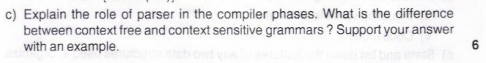 c) Explain the role of parser in the compiler phases. What is the difference
between context free and context sensitive grammars ? Support your answer
with an example. 6